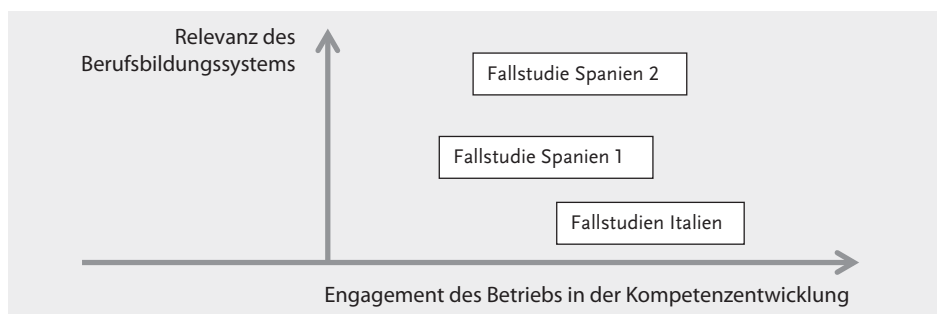 Relevanz des
Berufsbildungssystems
Fallstudie Spanien 2
Fallstudie Spanien 1
Fallstudien Italien
Engagement des Betriebs in der Kompetenzentwicklung